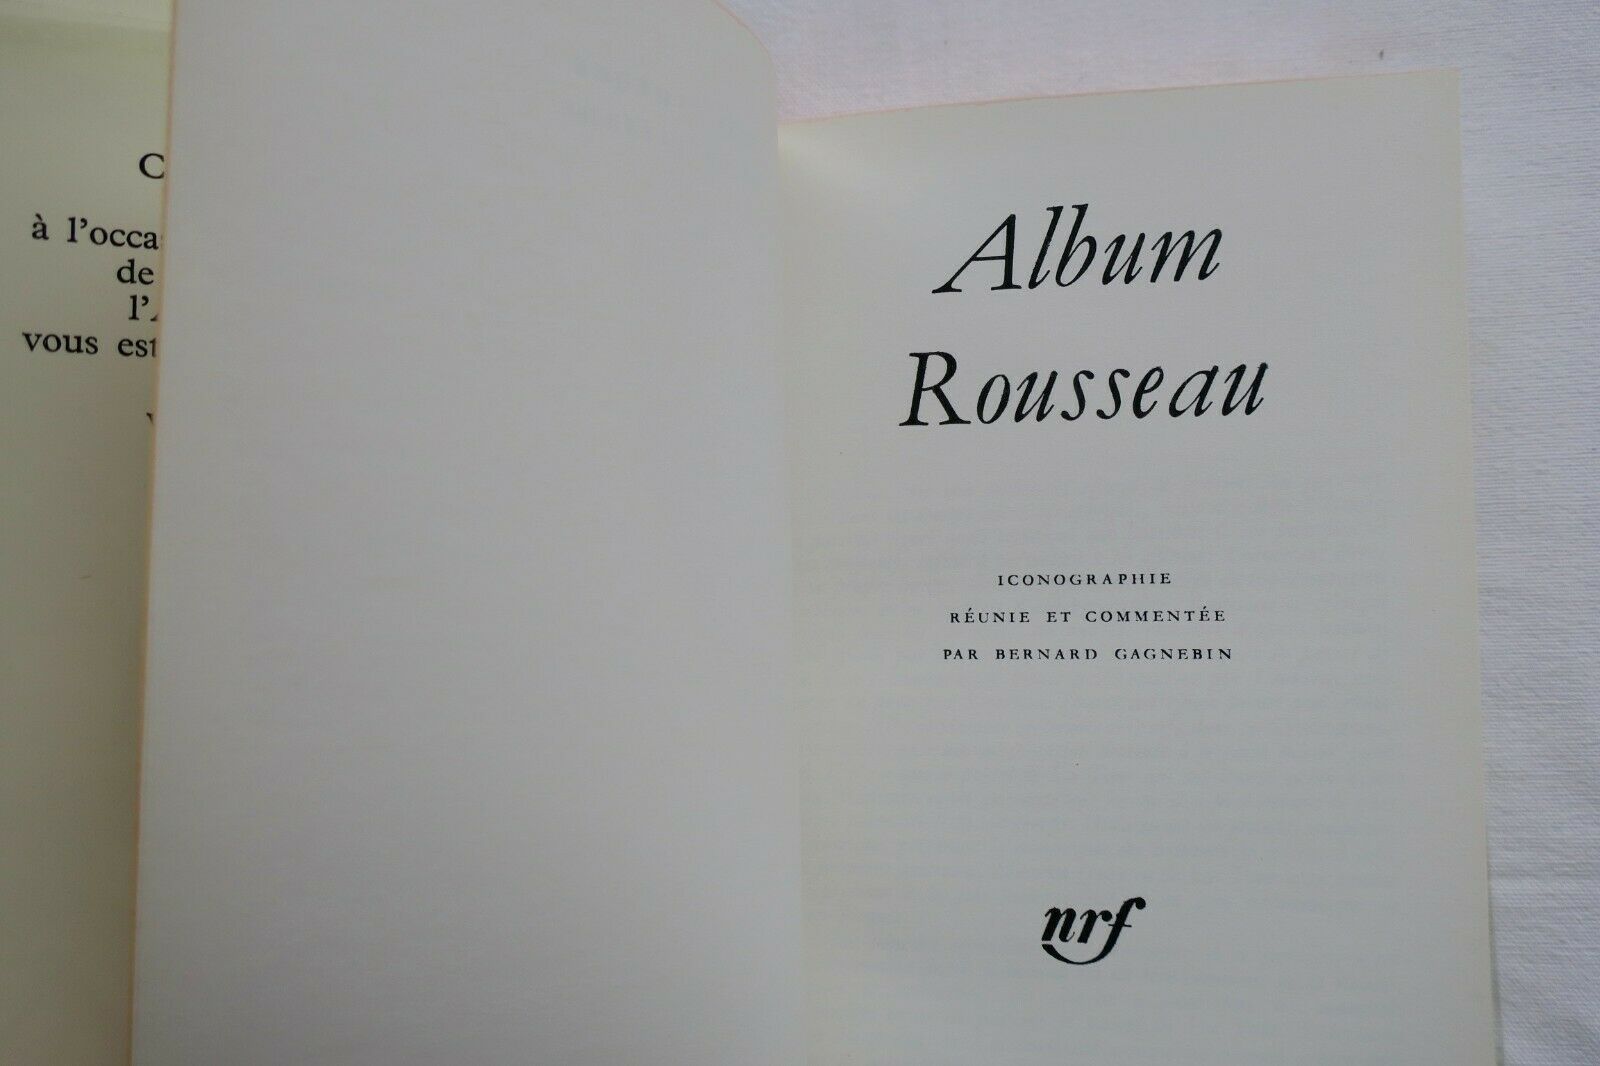 à l'occa
de
l'A
vous est
Album
Rousseau
ICONOGRAPHIE
RÉUNIE ET COMMENTÉE
PAR BERNARD GAGNEBIN
nrf